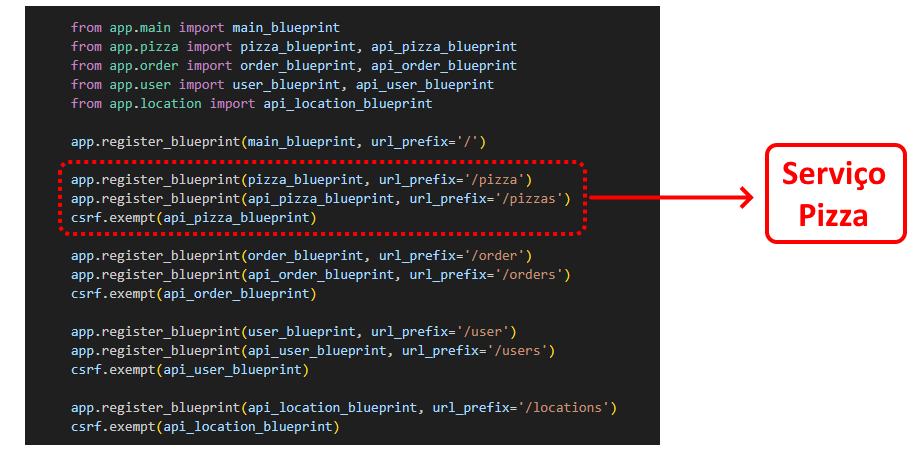 from app.main import main_blueprint
from app.pizza import pizza_blueprint, api_pizza_blueprint
from app.order import order_blueprint, api_order_blueprint
from app.user import user_blueprint, api_user_blueprint
from app.location import api_location_blueprint
app.register_blueprint(main_blueprint, url_prefix='/')
app.register_blueprint(pizza_blueprint, url_prefix='/pizza')
app.register_blueprint(api_pizza_blueprint, url_prefix='/pizzas')
csrf.exempt(api_pizza_blueprint)
app.register_blueprint(order_blueprint, url_prefix='/order')
app.register_blueprint(api_order_blueprint, url_prefix='/orders')
csrf.exempt(api_order_blueprint)
app.register_blueprint(user_blueprint, url_prefix='/user')
app.register_blueprint(api_user_blueprint, url_prefix='/users')
csrf.exempt(api_user_blueprint)
app.register_blueprint(api_location_blueprint, url_prefix='/locations')
csrf.exempt(api_location_blueprint)
Serviço
Pizza